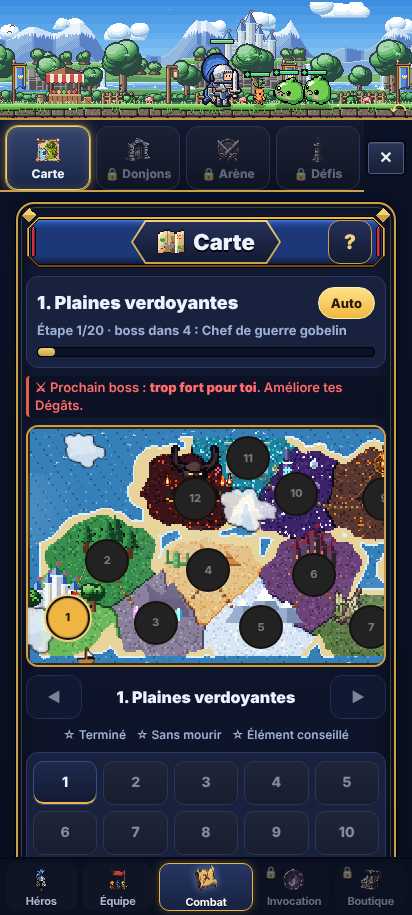 Carte
Donjons
Arène
Défis
×
Carte
?
1. Plaines verdoyantes
Auto
Étape 1/20 · boss dans 4 : Chef de guerre gobelin
⚔ Prochain boss : trop fort pour toi. Améliore tes
Dégâts.
11
12
10
9
2
4
6
1
3
5
7
◀ 1. Plaines verdoyantes ▶
☆ Terminé ☆ Sans mourir ☆ Élément conseillé
1 2 3 4 5
6 7 8 9 10
Héros
Équipe
Combat
Invocation
Boutique